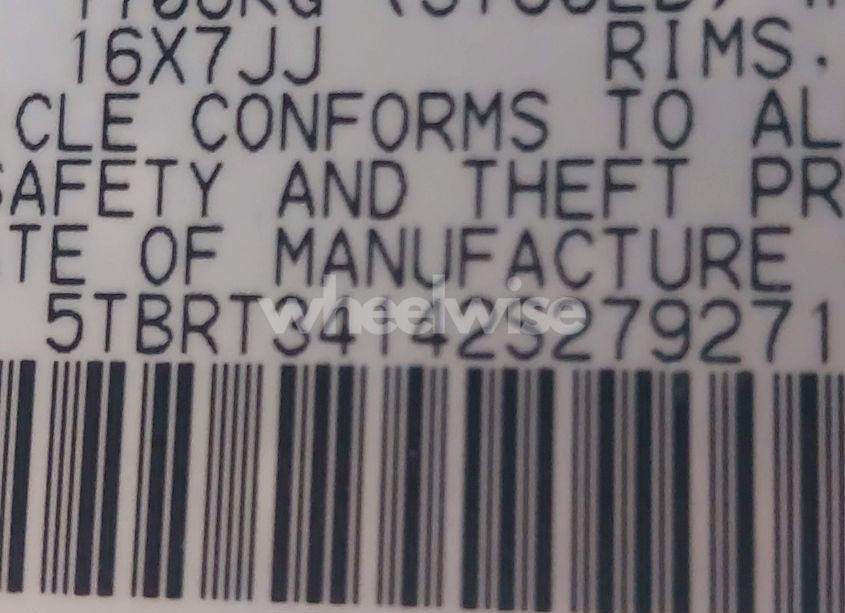 16X7JJ RIMS.
CLE CONFORMS TO AL
SAFETY AND THEFT PR
TE OF MANUFACTURE
5TBRT34142S279271
wheelwise